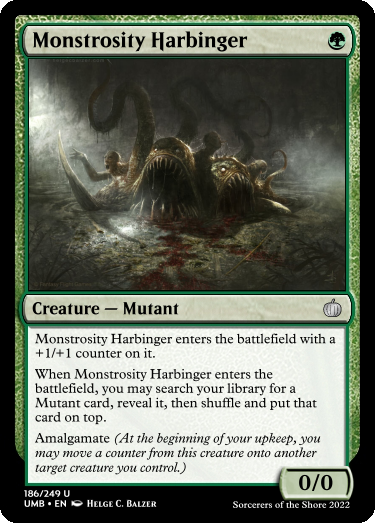 Monstrosity Harbinger
Creature — Mutant
Monstrosity Harbinger enters the battlefield with a
+1/+1 counter on it.
When Monstrosity Harbinger enters the
battlefield, you may search your library for a
Mutant card, reveal it, then shuffle and put that
card on top.
Amalgamate (At the beginning of your upkeep, you
may move a counter from this creature onto another
target creature you control.)
0/0
186/249 U
UMB • EN HELGE C. BALZER
Sorcerers of the Shore 2022